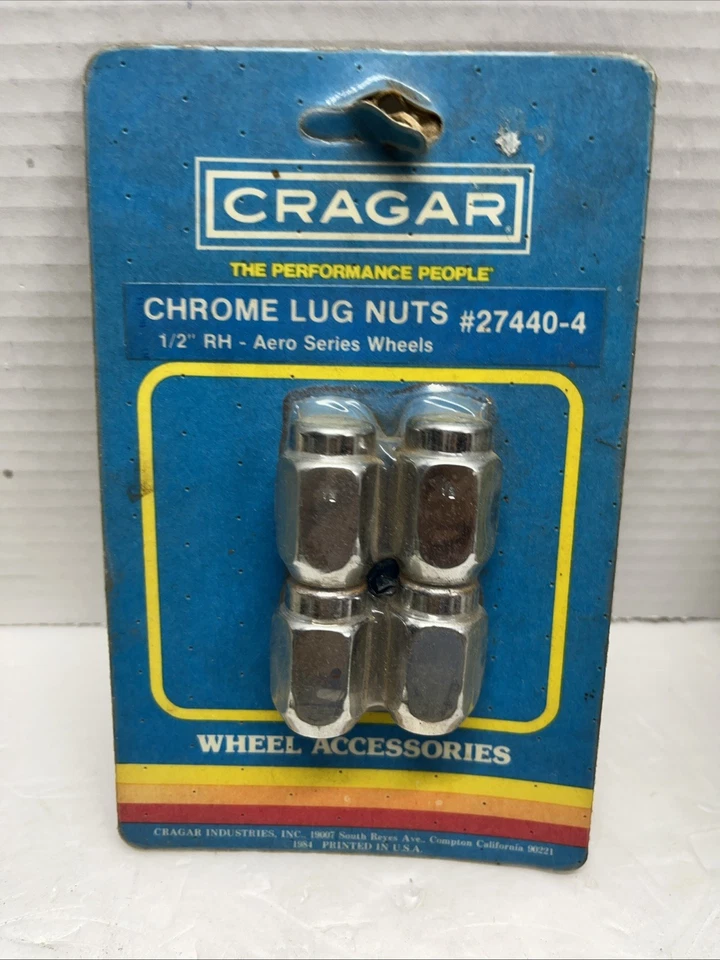 CRAGAR®
THE PERFORMANCE PEOPLE
CHROME LUG NUTS #27440-4
1/2" RH - Aero Series Wheels
WHEEL ACCESSORIES
CRAGAR INDUSTRIES, INC., 19007 South Reyes Ave., Compton California 90221
1984 PRINTED IN U.S.A.